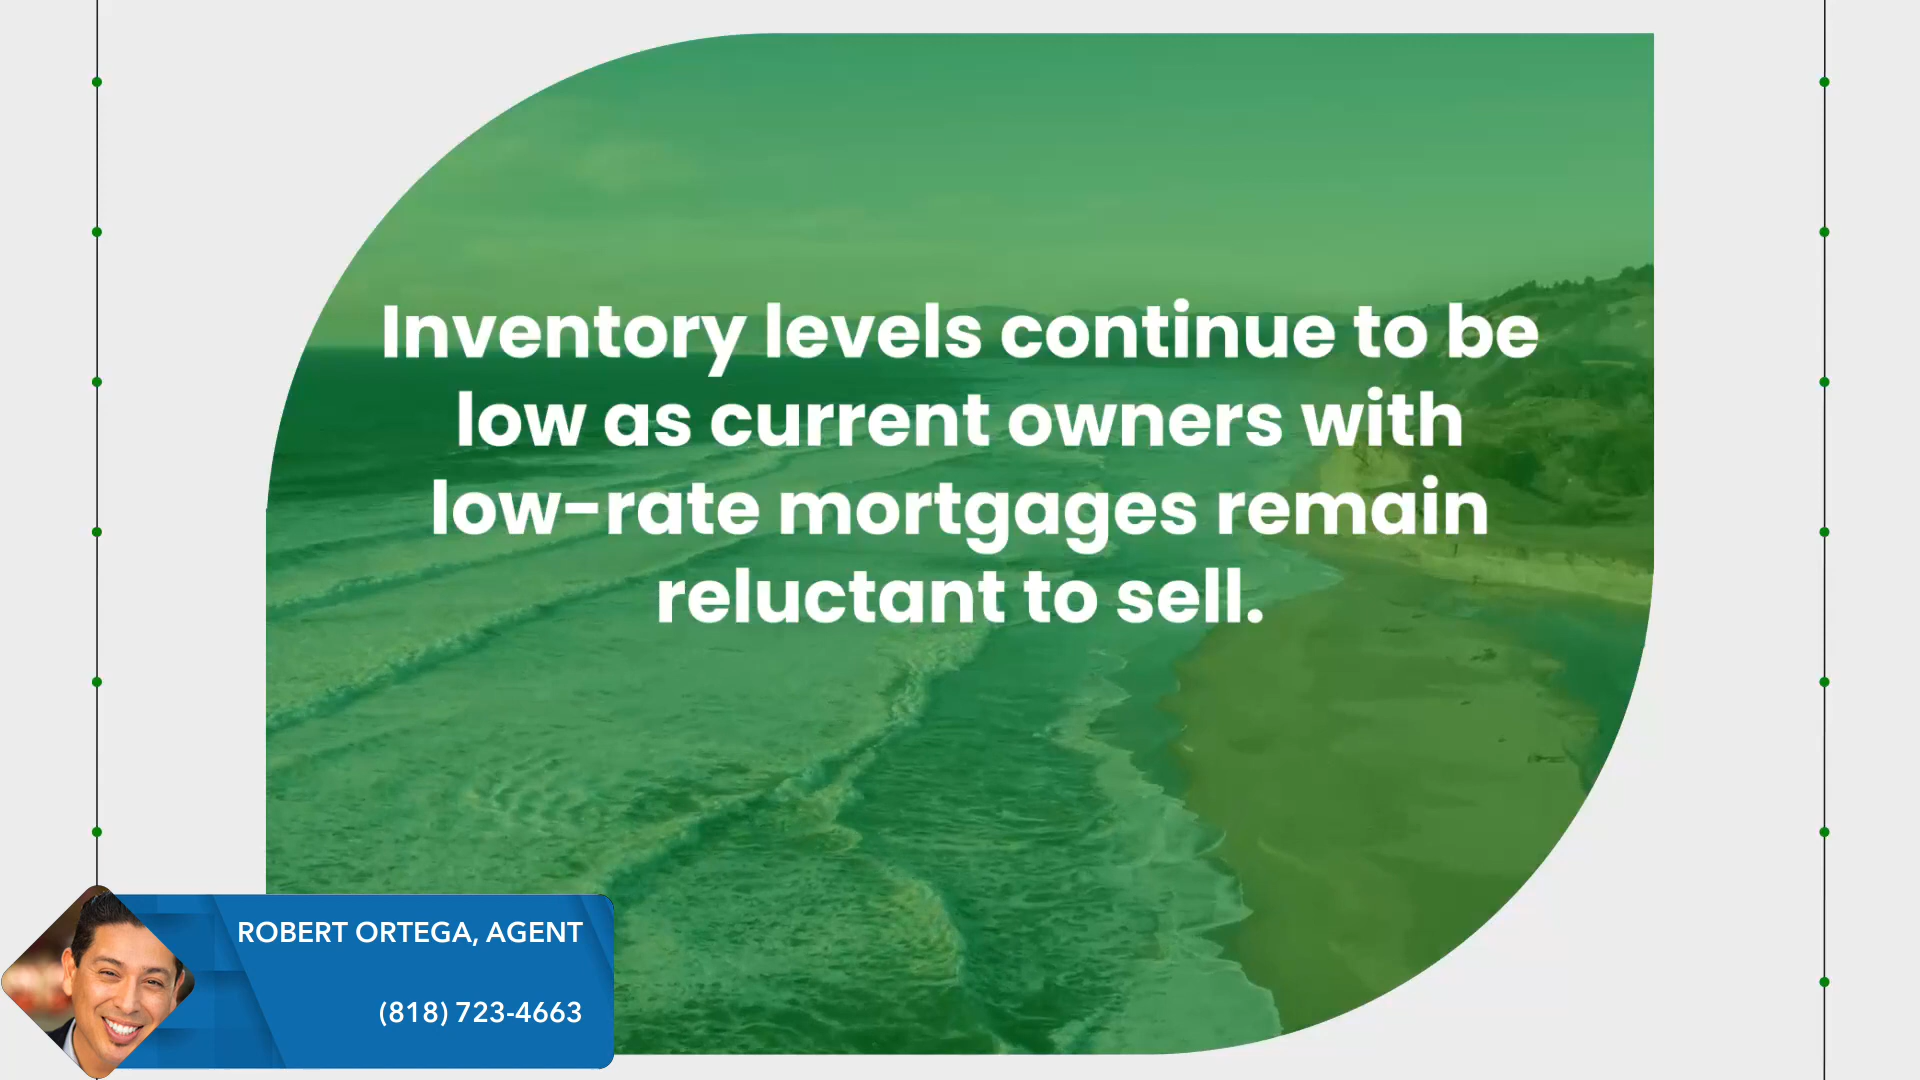 Inventory levels continue to be
low as current owners with
low-rate mortgages remain
reluctant to sell.
ROBERT ORTEGA, AGENT
(818) 723-4663